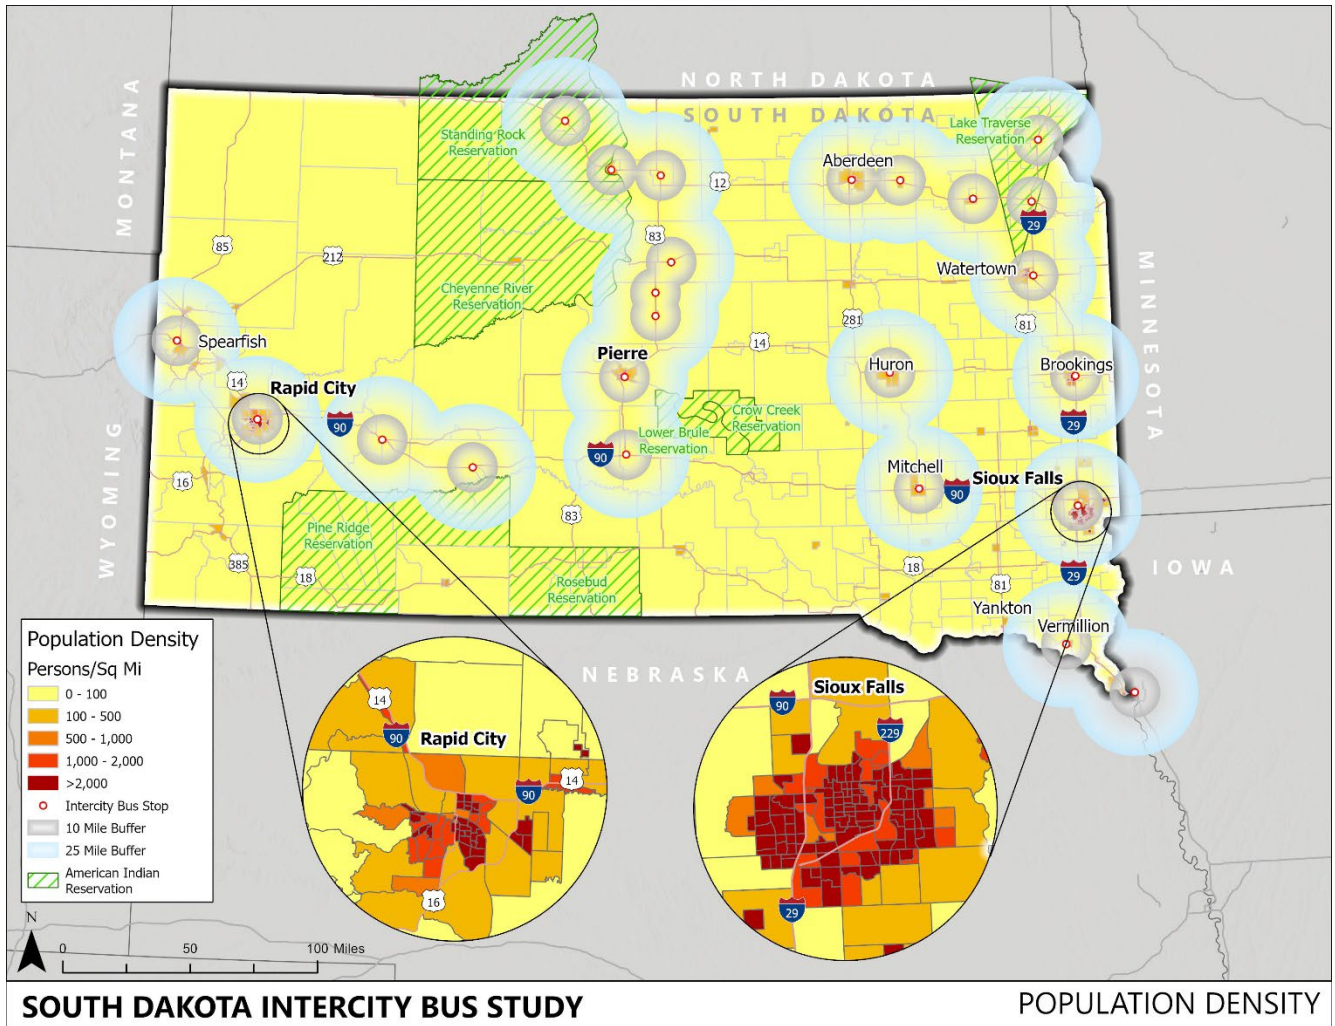 NORTH DAKOTA
SOUTH DAKOTA
MONTANA
WYOMING
MINNESOTA
IOWA
NEBRASKA
Standing Rock
Reservation
Lake Traverse
Reservation
Aberdeen
12
29
83
85
212
Watertown
Cheyenne River
Reservation
281
81
14
Spearfish
Pierre
Huron
Brookings
14
Rapid City
90
Crow Creek
Reservation
29
Lower Brule
Reservation
90
Mitchell
90
Sioux Falls
16
83
Pine Ridge
Reservation
385
18
Rosebud
Reservation
18
29
81
Yankton
Vermillion
Population Density
Persons/Sq Mi
0 - 100
100 - 500
500 - 1,000
1,000 - 2,000
>2,000
Intercity Bus Stop
10 Mile Buffer
25 Mile Buffer
American Indian
Reservation
14
90
Rapid City
90
14
16
Sioux Falls
90
229
29
N
0
50
100 Miles
SOUTH DAKOTA INTERCITY BUS STUDY
POPULATION DENSITY